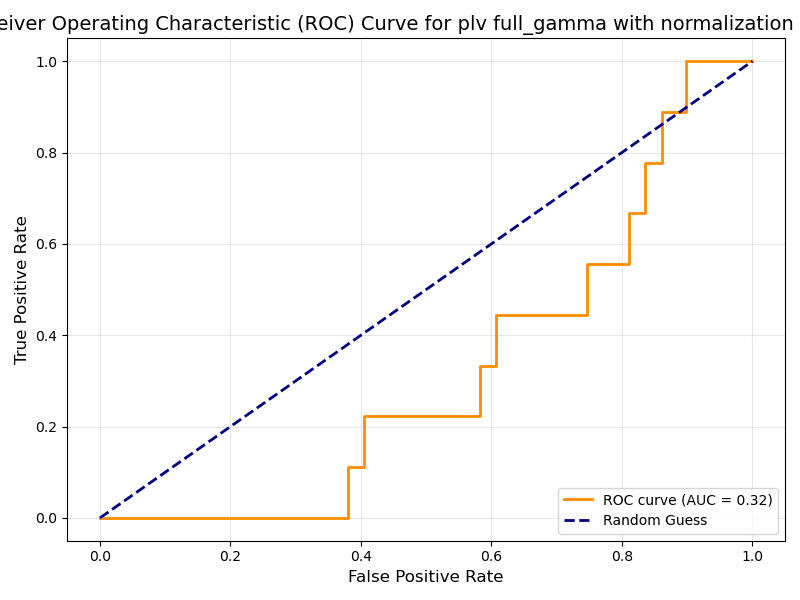 eiver Operating Characteristic (ROC) Curve for plv full_gamma with normalization
1.0
0.8
0.6
0.4
0.2
0.0
True Positive Rate
0.0 0.2 0.4 0.6 0.8 1.0
False Positive Rate
ROC curve (AUC = 0.32)
Random Guess